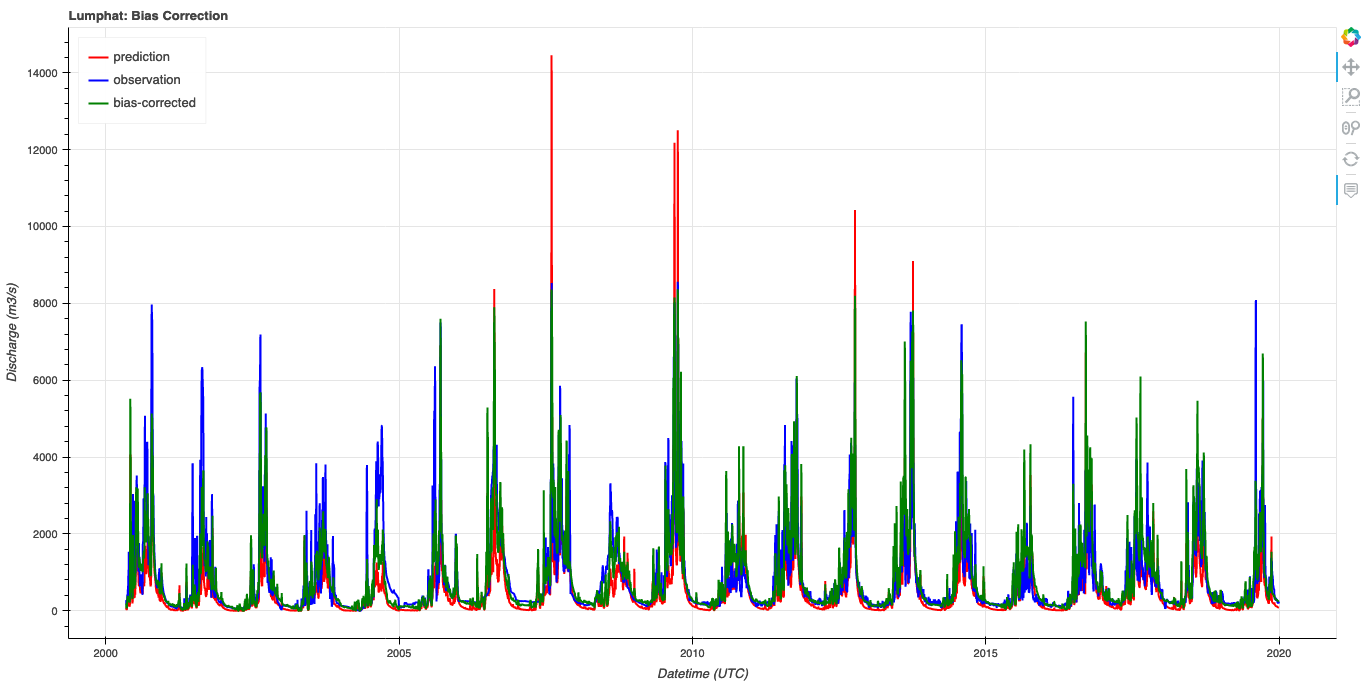 Lumphat: Bias Correction
prediction
observation
bias-corrected
14000
12000
10000
8000
6000
4000
2000
0
Discharge (m3/s)
2000 2005 2010 2015 2020
Datetime (UTC)